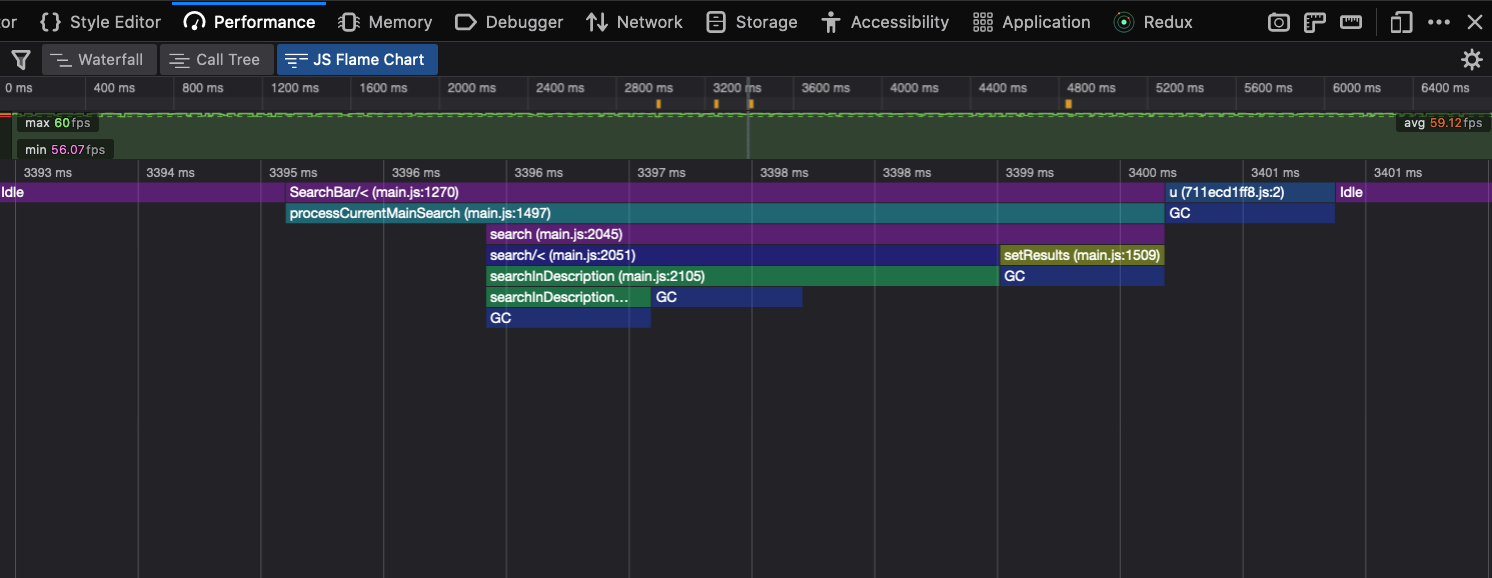 or Style Editor Performance Memory Debugger Network Storage Accessibility Application Redux
Waterfall Call Tree JS Flame Chart
0 ms 400 ms 800 ms 1200 ms 1600 ms 2000 ms 2400 ms 2800 ms 3200 ms 3600 ms 4000 ms 4400 ms 4800 ms 5200 ms 5600 ms 6000 ms 6400 ms
max 60fps avg 59.12fps
min 56.07fps
3393 ms 3394 ms 3395 ms 3396 ms 3396 ms 3397 ms 3398 ms 3398 ms 3399 ms 3400 ms 3401 ms 3401 ms
Idle SearchBar/< (main.js:1270) u (711ecd1ff8.js:2) Idle
processCurrentMainSearch (main.js:1497) GC
search (main.js:2045)
search/< (main.js:2051) setResults (main.js:1509)
searchInDescription (main.js:2105) GC
searchInDescription... GC
GC